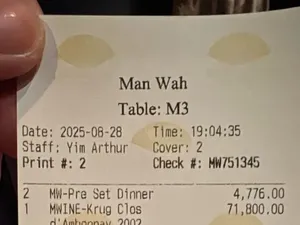 Man Wah
Table: M3
Date: 2025-08-28 Time: 19:04:35
Staff: Yim Arthur Cover: 2
Print #: 2 Check #: MW751345
2 MW-Pre Set Dinner 4,776.00
1 MWINE-Krug Clos 71,800.00
d'Ambonnay 2002